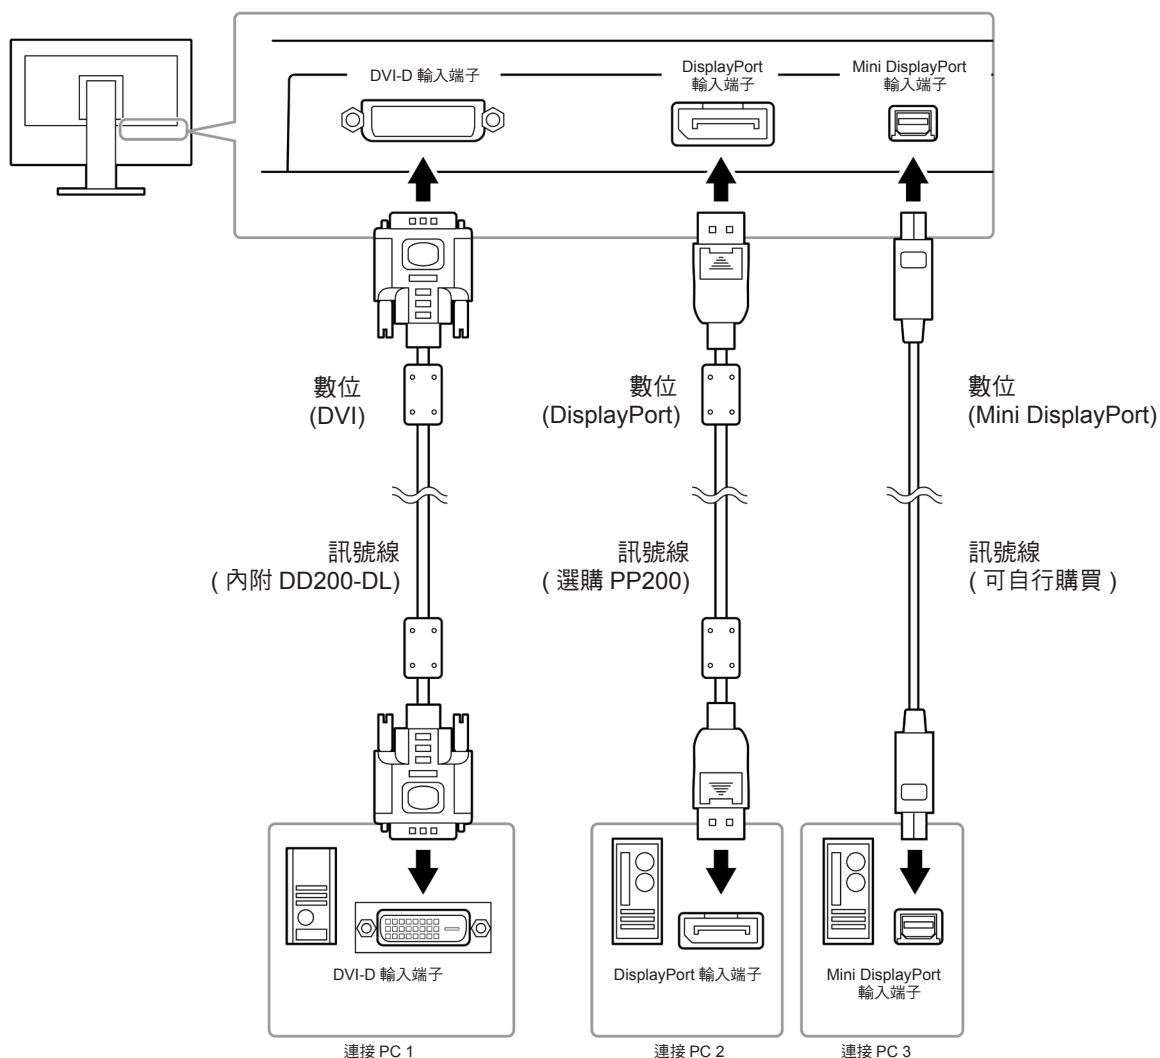 DVI-D 輸入端子
DisplayPort
輸入端子
Mini DisplayPort
輸入端子
數位
(DVI)
數位
(DisplayPort)
數位
(Mini DisplayPort)
訊號線
( 內附 DD200-DL)
訊號線
( 選購 PP200)
訊號線
( 可自行購買 )
DVI-D 輸入端子
DisplayPort 輸入端子
Mini DisplayPort
輸入端子
連接 PC 1
連接 PC 2
連接 PC 3